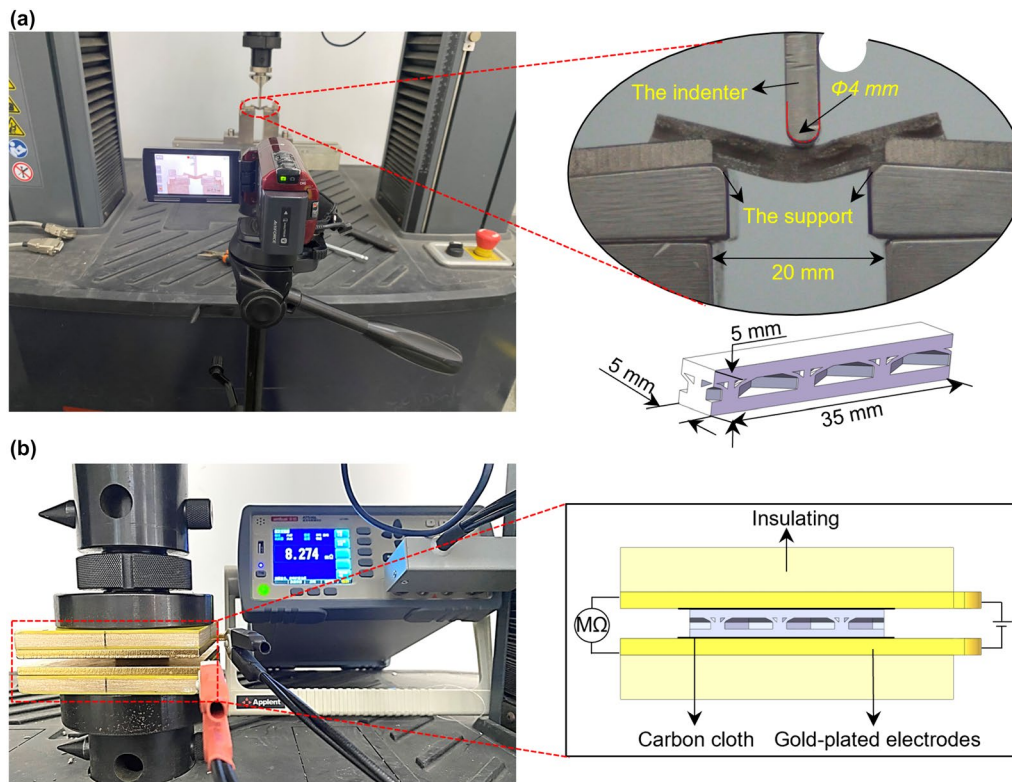 (a)
The indenter
Φ4 mm
The support
20 mm
5 mm
5 mm
35 mm
(b)
8.274 mΩ
Applent
Insulating
MΩ
Carbon cloth
Gold-plated electrodes